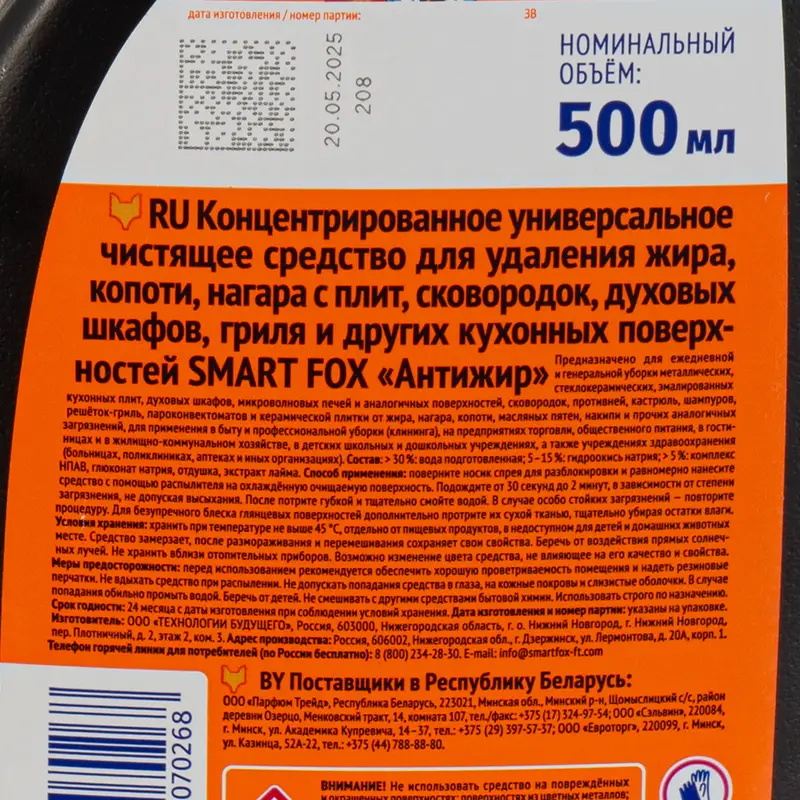 дата изготовления / номер партии:
3В
20.05.2025
208
НОМИНАЛЬНЫЙ
ОБЪЁМ:
500 мл
RU Концентрированное универсальное
чистящее средство для удаления жира,
копоти, нагара с плит, сковородок, духовых
шкафов, гриля и других кухонных поверх-
ностей SMART FOX «Антижир» Предназначено для ежедневной
и генеральной уборки металлических,
стеклокерамических, эмалированных
кухонных плит, духовых шкафов, микроволновых печей и аналогичных поверхностей, сковородок, противней, кастрюль, шампуров,
решёток-гриль, пароконвектоматов и керамической плитки от жира, нагара, копоти, масляных пятен, накипи и прочих аналогичных
загрязнений, для применения в быту и профессиональной уборки (клининга), на предприятиях торговли, общественного питания, в гости-
ницах и в жилищно-коммунальном хозяйстве, в детских школьных и дошкольных учреждениях, а также учреждениях здравоохранения
(больницах, поликлиниках, аптеках и иных организациях). Состав: > 30 %: вода подготовленная; 5–15 %: гидроокись натрия; > 5 %: комплекс
НПАВ, глюконат натрия, отдушка, экстракт лайма. Способ применения: поверните носик спрея для разблокировки и равномерно нанесите
средство с помощью распылителя на охлаждённую очищаемую поверхность. Подождите от 30 секунд до 2 минут, в зависимости от степени
загрязнения, не допуская высыхания. После потрите губкой и тщательно смойте водой. В случае особо стойких загрязнений — повторите
процедуру. Для безупречного блеска глянцевых поверхностей дополнительно протрите их сухой тканью, тщательно убирая остатки влаги.
Условия хранения: хранить при температуре не выше 45 °С, отдельно от пищевых продуктов, в недоступном для детей и домашних животных
месте. Средство замерзает, после размораживания и перемешивания сохраняет свои свойства. Беречь от воздействия прямых солнеч-
ных лучей. Не хранить вблизи отопительных приборов. Возможно изменение цвета средства, не влияющее на его качество и свойства.
Меры предосторожности: перед использованием рекомендуется обеспечить хорошую проветриваемость помещения и надеть резиновые
перчатки. Не вдыхать средство при распылении. Не допускать попадания средства в глаза, на кожные покровы и слизистые оболочки. В случае
попадания обильно промыть водой. Беречь от детей. Не смешивать с другими средствами бытовой химии. Использовать строго по назначению.
Срок годности: 24 месяца с даты изготовления при соблюдении условий хранения. Дата изготовления и номер партии: указаны на упаковке.
Изготовитель: ООО «ТЕХНОЛОГИИ БУДУЩЕГО», Россия, 603000, Нижегородская область, г. о. Нижний Новгород, г. Нижний Новгород,
пер. Плотничный, д. 2, этаж 2, ком. 3. Адрес производства: Россия, 606002, Нижегородская обл., г. Дзержинск, ул. Лермонтова, д. 20А, корп. 1.
Телефон горячей линии для потребителей (по России бесплатно): 8 (800) 234-28-30. E-mail: info@smartfox-ft.com
BY Поставщики в Республику Беларусь:
ООО «Парфюм Трейд», Республика Беларусь, 223021, Минская обл., Минский р-н, Щомыслицкий с/с, район
деревни Озерцо, Менковский тракт, 14, комната 107, тел./факс: +375 (17) 324-97-54; ООО «Сэльвин», 220084,
г. Минск, ул. Академика Купревича, 14–37, тел.: +375 (29) 397-57-37; ООО «Евроторг», 220099, г. Минск,
ул. Казинца, 52А-22, тел.: +375 (44) 788-88-80.
070268
ВНИМАНИЕ! Не использовать средство на повреждённых
и окрашенных поверхностях; поверхностях из цветных металлов;